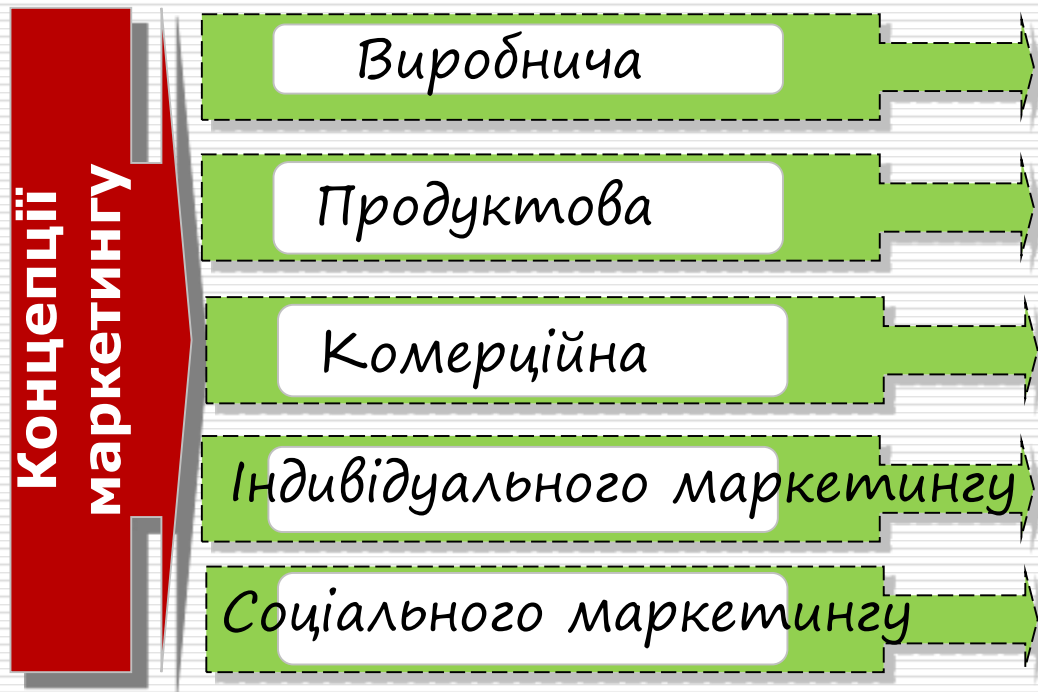 Концепції
маркетингу
Виробнича
Продуктова
Комерційна
Індивідуального маркетингу
Соціального маркетингу